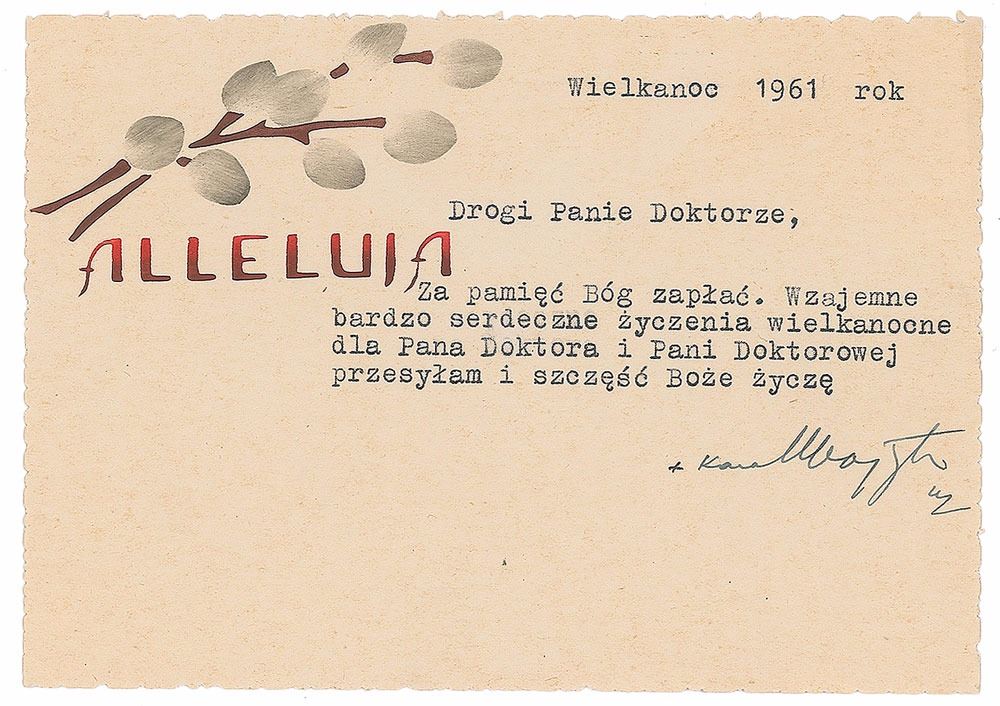 Wielkanoc 1961 rok
Drogi Panie Doktorze,
ALLELUJA
Za pamięć Bóg zapłać. Wzajemne
bardzo serdeczne życzenia wielkanocne
dla Pana Doktora i Pani Doktorowej
przesyłam i szczęść Boże życzę
+ Karol Wojtyła